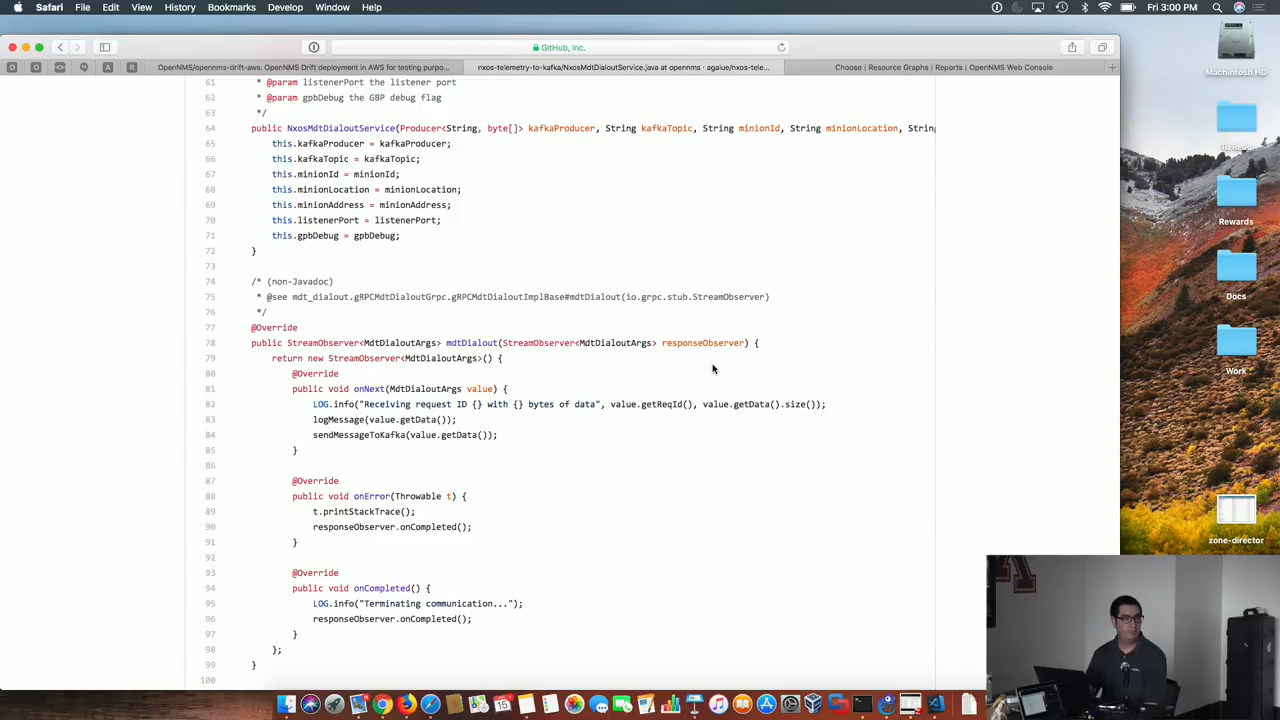 Safari File Edit View History Bookmarks Develop Window Help Fri 3:00 PM
GitHub, Inc.
OpenNMS/opennms-drift-aws: OpenNMS Drift deployment in AWS for testing purpo... nxos-telemetry-to-kafka/NxosMdtDialoutService.java at opennms · agalue/nxos-tele... Choose | Resource Graphs | Reports | OpenNMS Web Console
61 * @param listenerPort the listener port
62 * @param gpbDebug the GBP debug flag
63 */
64 public NxosMdtDialoutService(Producer<String, byte[]> kafkaProducer, String kafkaTopic, String minionId, String minionLocation, String
65 this.kafkaProducer = kafkaProducer;
66 this.kafkaTopic = kafkaTopic;
67 this.minionId = minionId;
68 this.minionLocation = minionLocation;
69 this.minionAddress = minionAddress;
70 this.listenerPort = listenerPort;
71 this.gpbDebug = gpbDebug;
72 }
73
74 /* (non-Javadoc)
75 * @see mdt_dialout.gRPCMdtDialoutGrpc.gRPCMdtDialoutImplBase#mdtDialout(io.grpc.stub.StreamObserver)
76 */
77 @Override
78 public StreamObserver<MdtDialoutArgs> mdtDialout(StreamObserver<MdtDialoutArgs> responseObserver) {
79 return new StreamObserver<MdtDialoutArgs>() {
80 @Override
81 public void onNext(MdtDialoutArgs value) {
82 LOG.info("Receiving request ID {} with {} bytes of data", value.getReqId(), value.getData().size());
83 logMessage(value.getData());
84 sendMessageToKafka(value.getData());
85 }
86
87 @Override
88 public void onError(Throwable t) {
89 t.printStackTrace();
90 responseObserver.onCompleted();
91 }
92
93 @Override
94 public void onCompleted() {
95 LOG.info("Terminating communication...");
96 responseObserver.onCompleted();
97 }
98 };
99 }
100
Machintosh HD
Rewards
Docs
Work
zone-director